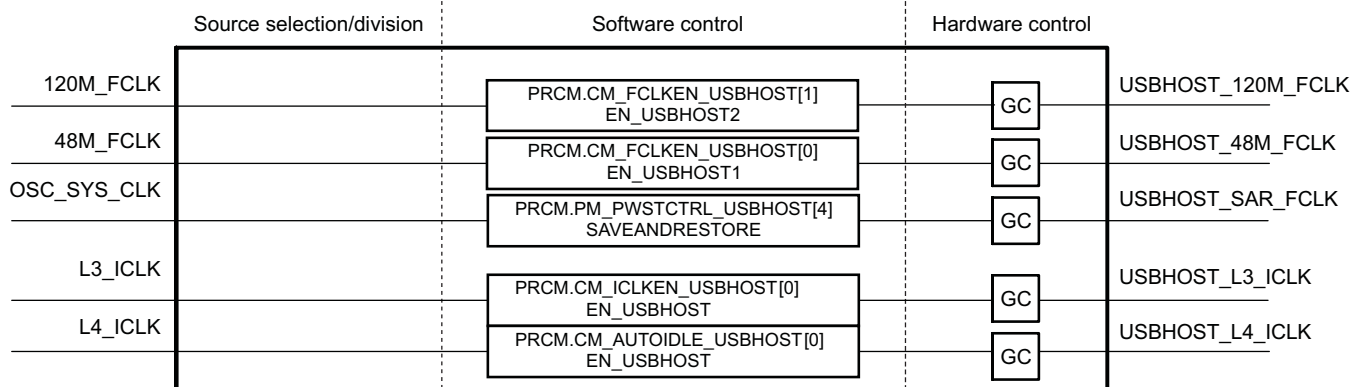 Source selection/division Software control Hardware control
120M_FCLK PRCM.CM_FCLKEN_USBHOST[1] GC USBHOST_120M_FCLK
EN_USBHOST2
48M_FCLK PRCM.CM_FCLKEN_USBHOST[0] GC USBHOST_48M_FCLK
EN_USBHOST1
OSC_SYS_CLK PRCM.PM_PWSTCTRL_USBHOST[4] GC USBHOST_SAR_FCLK
SAVEANDRESTORE
L3_ICLK PRCM.CM_ICLKEN_USBHOST[0] GC USBHOST_L3_ICLK
EN_USBHOST
L4_ICLK PRCM.CM_AUTOIDLE_USBHOST[0] GC USBHOST_L4_ICLK
EN_USBHOST